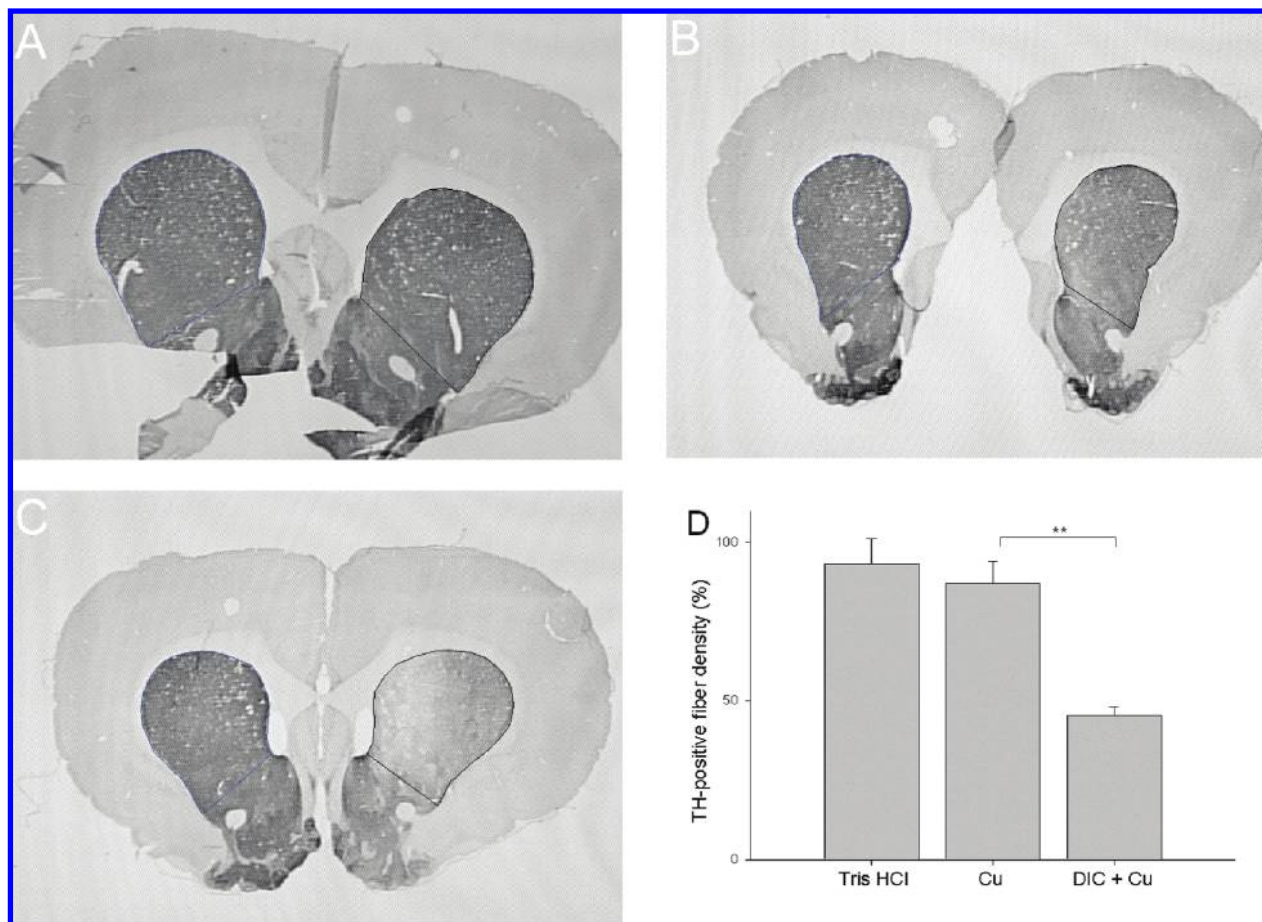 A
B
C
D
**
100
50
0
TH-positive fiber density (%)
Tris HCl
Cu
DIC + Cu